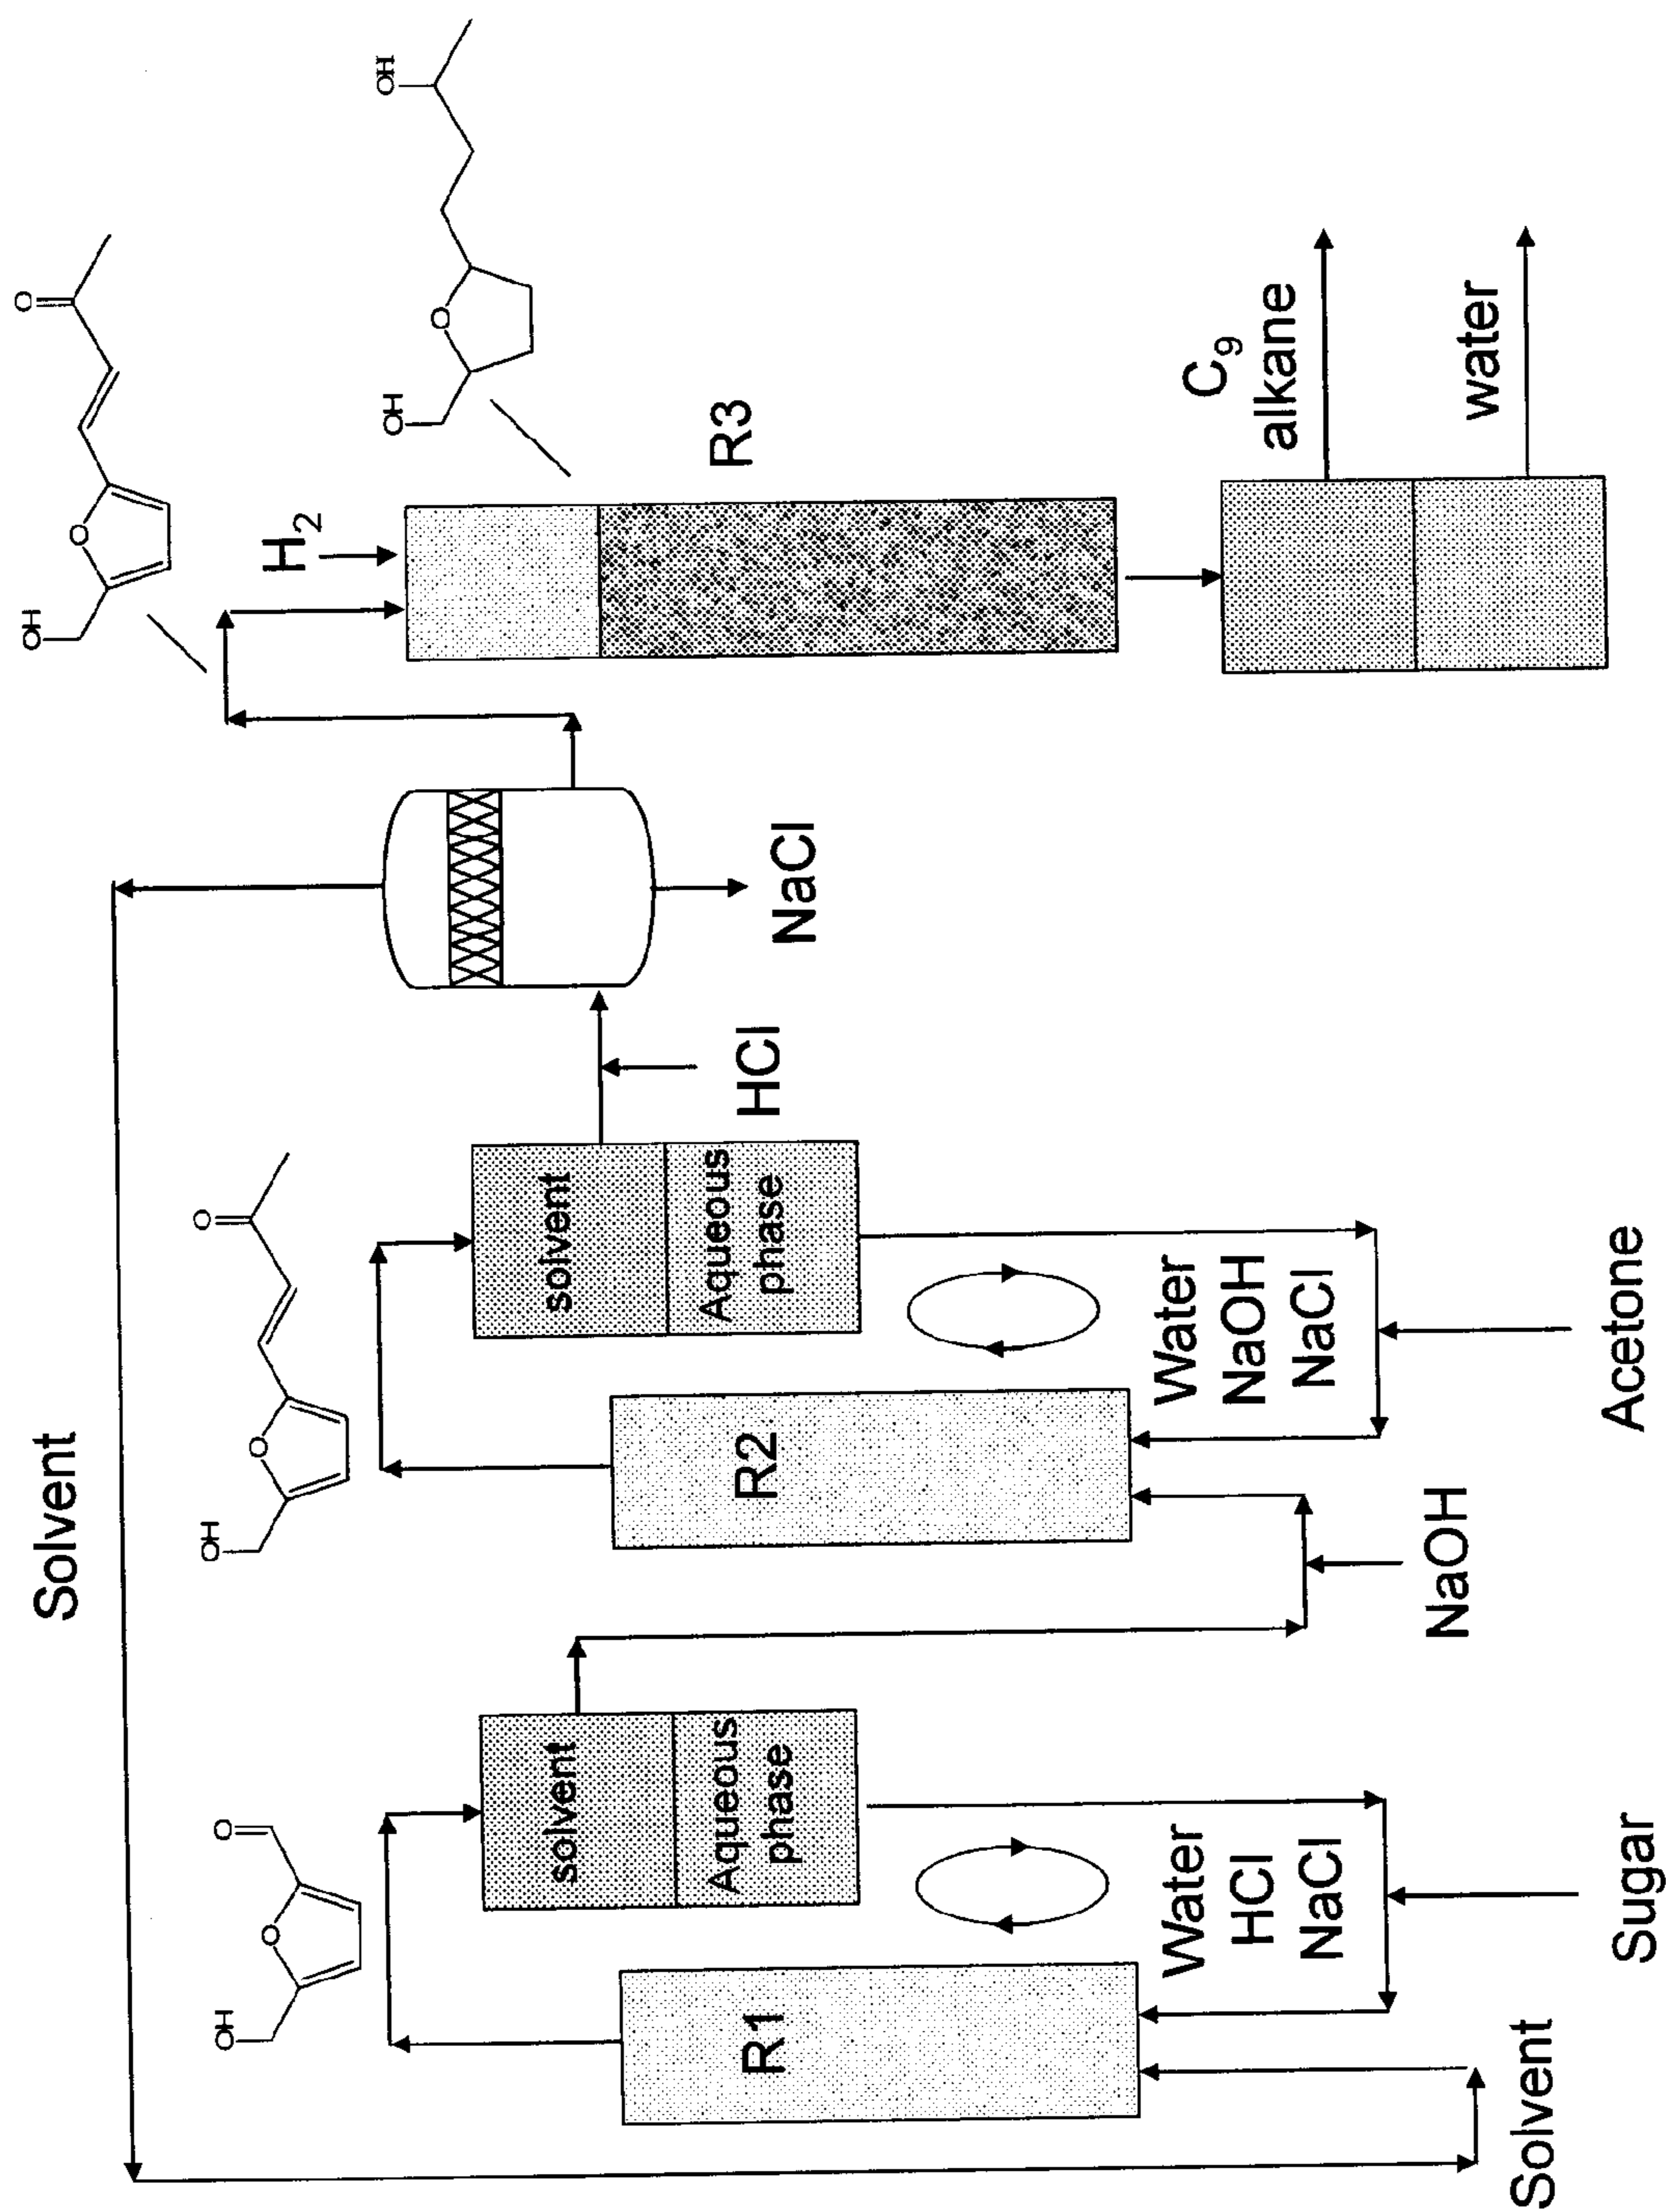 Solvent
OH
O
O
OH
O
O
OH
O
O
OH
O
OH
H2
R3
solvent
Aqueous
phase
R1
Water
HCl
NaCl
Solvent
Sugar
NaOH
R2
solvent
Aqueous
phase
Water
NaOH
NaCl
Acetone
HCl
NaCl
C9
alkane
water